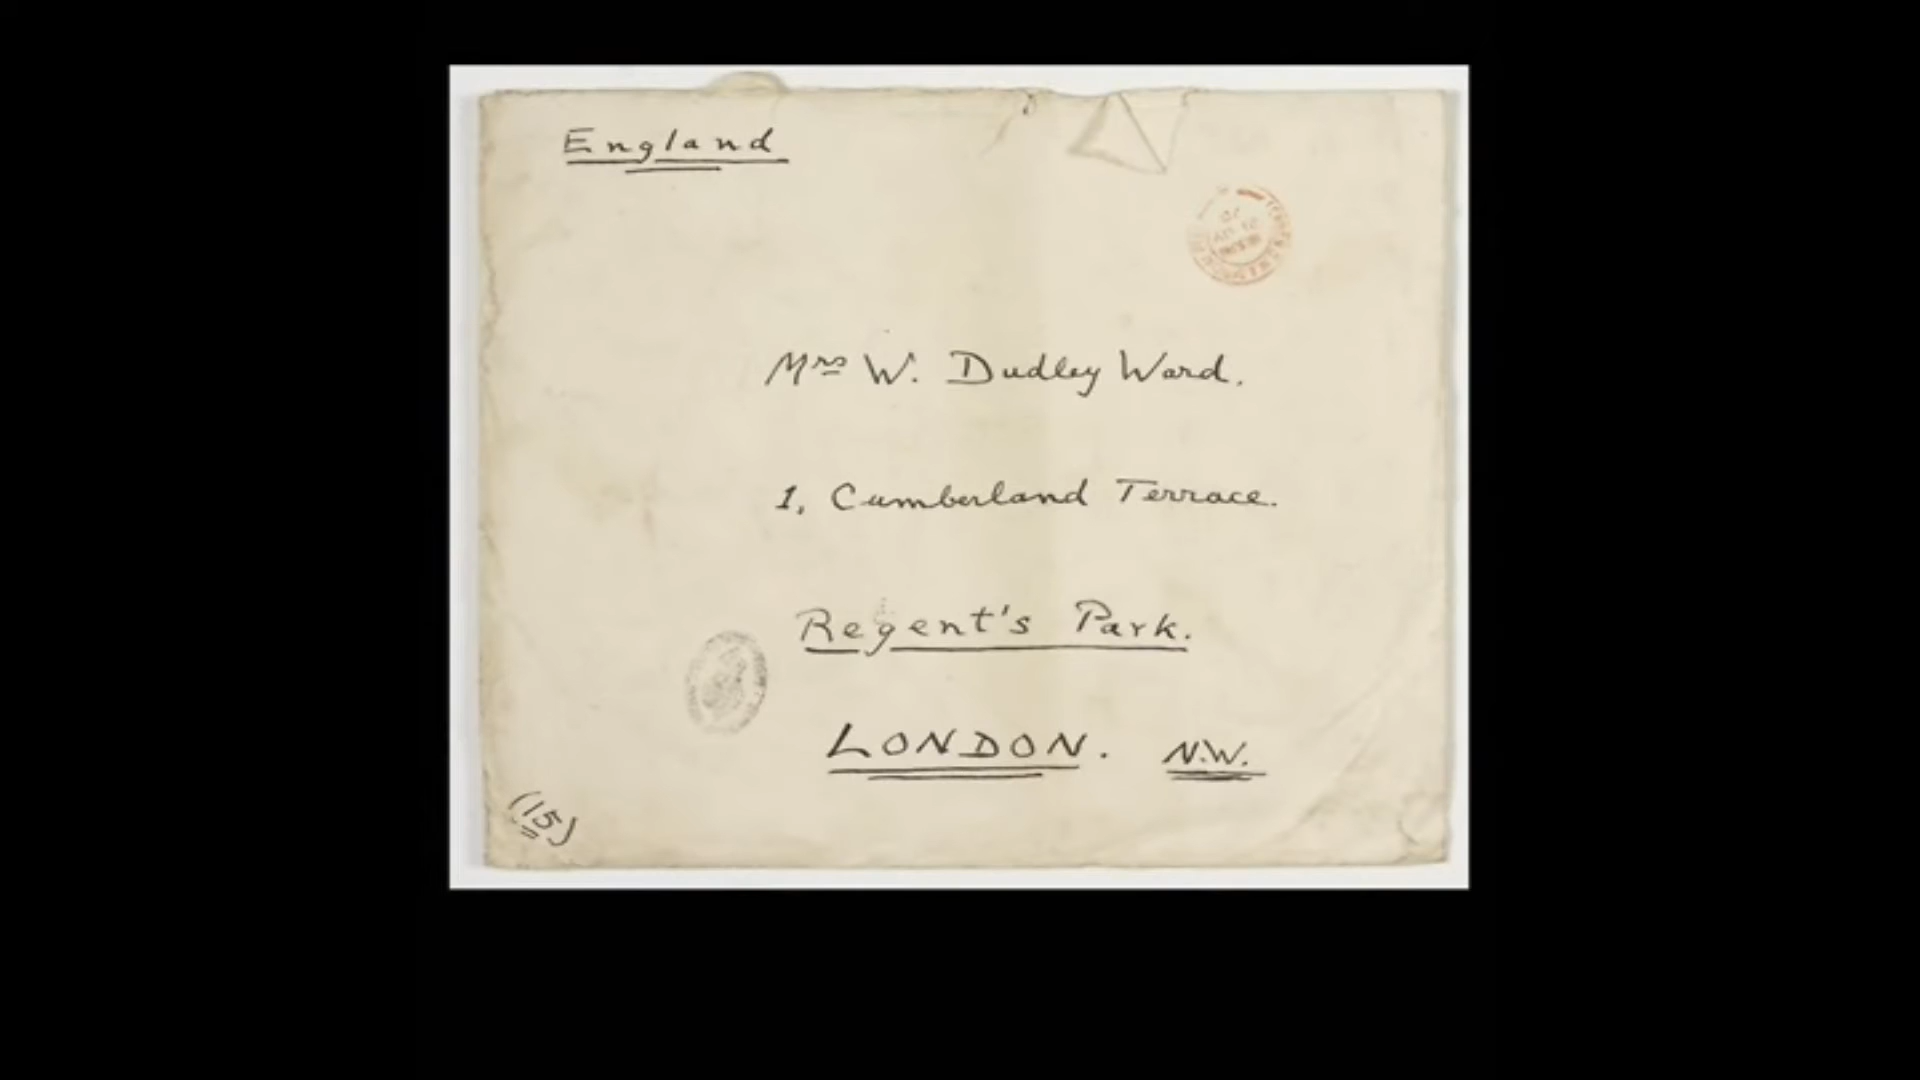 England
Mrs W. Dudley Ward.
1, Cumberland Terrace.
Regent's Park.
LONDON. N.W.
(15)